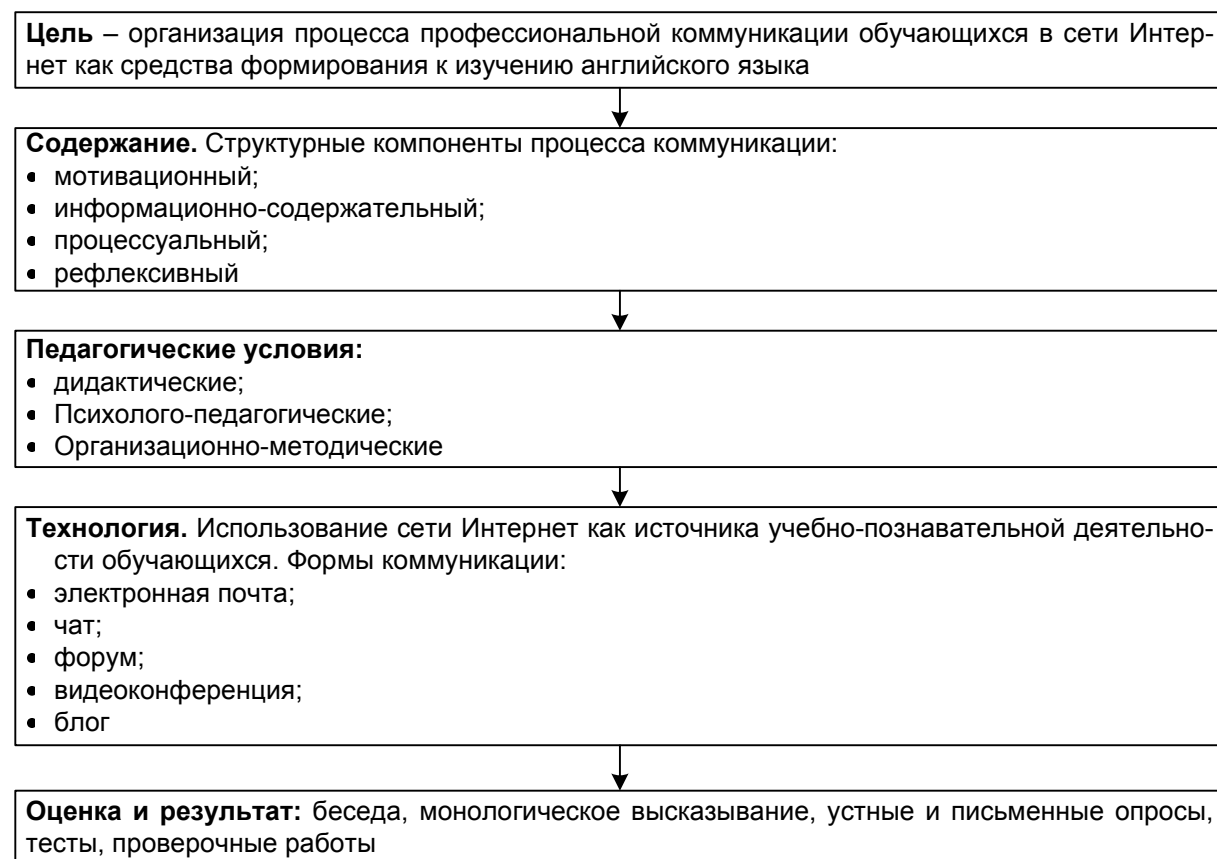 Цель – организация процесса профессиональной коммуникации обучающихся в сети Интер-
нет как средства формирования к изучению английского языка
Содержание. Структурные компоненты процесса коммуникации:
• мотивационный;
• информационно-содержательный;
• процессуальный;
• рефлексивный
Педагогические условия:
• дидактические;
• Психолого-педагогические;
• Организационно-методические
Технология. Использование сети Интернет как источника учебно-познавательной деятельно-
сти обучающихся. Формы коммуникации:
• электронная почта;
• чат;
• форум;
• видеоконференция;
• блог
Оценка и результат: беседа, монологическое высказывание, устные и письменные опросы,
тесты, проверочные работы